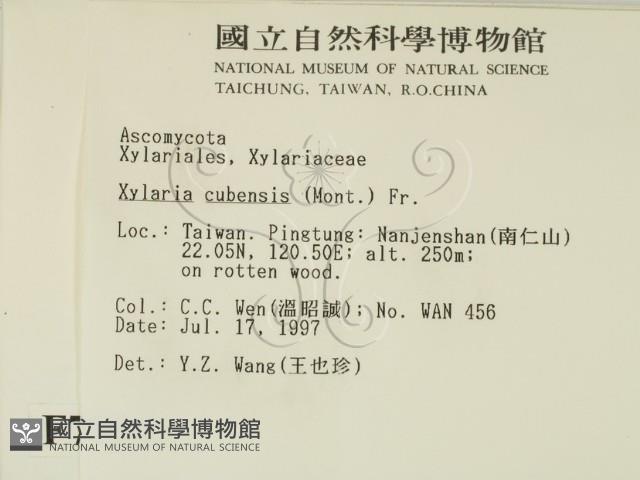 國立自然科學博物館
NATIONAL MUSEUM OF NATURAL SCIENCE
TAICHUNG, TAIWAN, R.O.CHINA
Ascomycota
Xylariales, Xylariaceae
Xylaria cubensis (Mont.) Fr.
Loc.: Taiwan. Pingtung: Nanjenshan(南仁山)
22.05N, 120.50E; alt. 250m;
on rotten wood.
Col.: C.C. Wen(溫昭誠); No. WAN 456
Date: Jul. 17, 1997
Det.: Y.Z. Wang(王也珍)
國立自然科學博物館
NATIONAL MUSEUM OF NATURAL SCIENCE